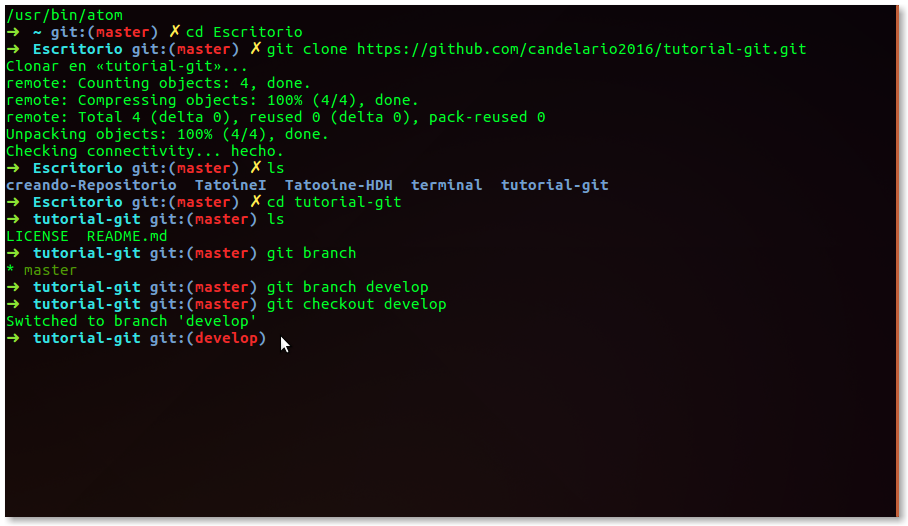 /usr/bin/atom
➜  ~ git:(master) ✗ cd Escritorio
➜  Escritorio git:(master) ✗ git clone https://github.com/candelario2016/tutorial-git.git
Clonar en «tutorial-git»...
remote: Counting objects: 4, done.
remote: Compressing objects: 100% (4/4), done.
remote: Total 4 (delta 0), reused 0 (delta 0), pack-reused 0
Unpacking objects: 100% (4/4), done.
Checking connectivity... hecho.
➜  Escritorio git:(master) ✗ ls
creando-Repositorio  TatoineI  Tatooine-HDH  terminal  tutorial-git
➜  Escritorio git:(master) ✗ cd tutorial-git
➜  tutorial-git git:(master) ls
LICENSE  README.md
➜  tutorial-git git:(master) git branch
* master
➜  tutorial-git git:(master) git branch develop
➜  tutorial-git git:(master) git checkout develop
Switched to branch 'develop'
➜  tutorial-git git:(develop)